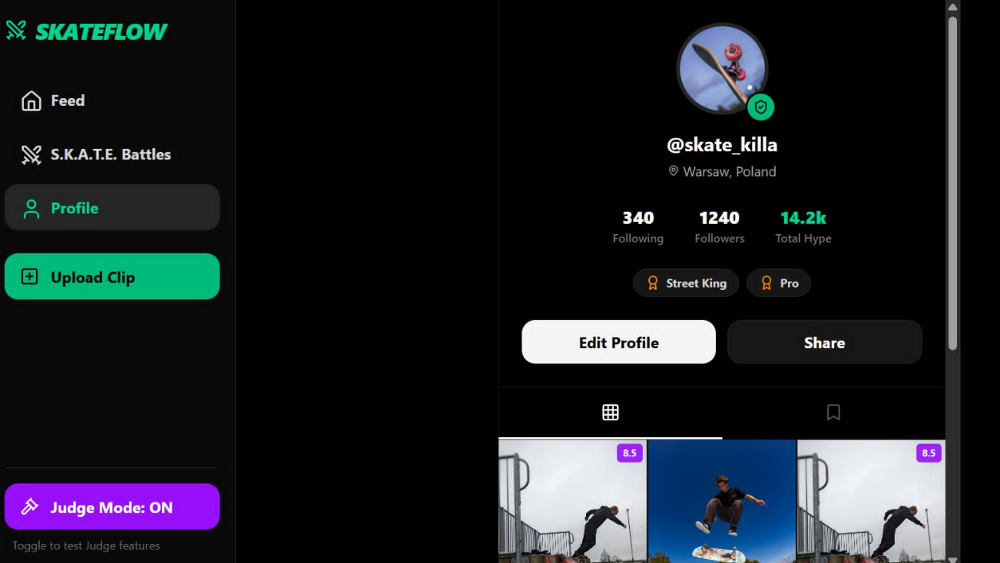 SKATEFLOW
Feed
S.K.A.T.E. Battles
Profile
Upload Clip
Judge Mode: ON
Toggle to test Judge features
@skate_killa
Warsaw, Poland
340 1240 14.2k
Following Followers Total Hype
Street King Pro
Edit Profile Share
8.5 8.5